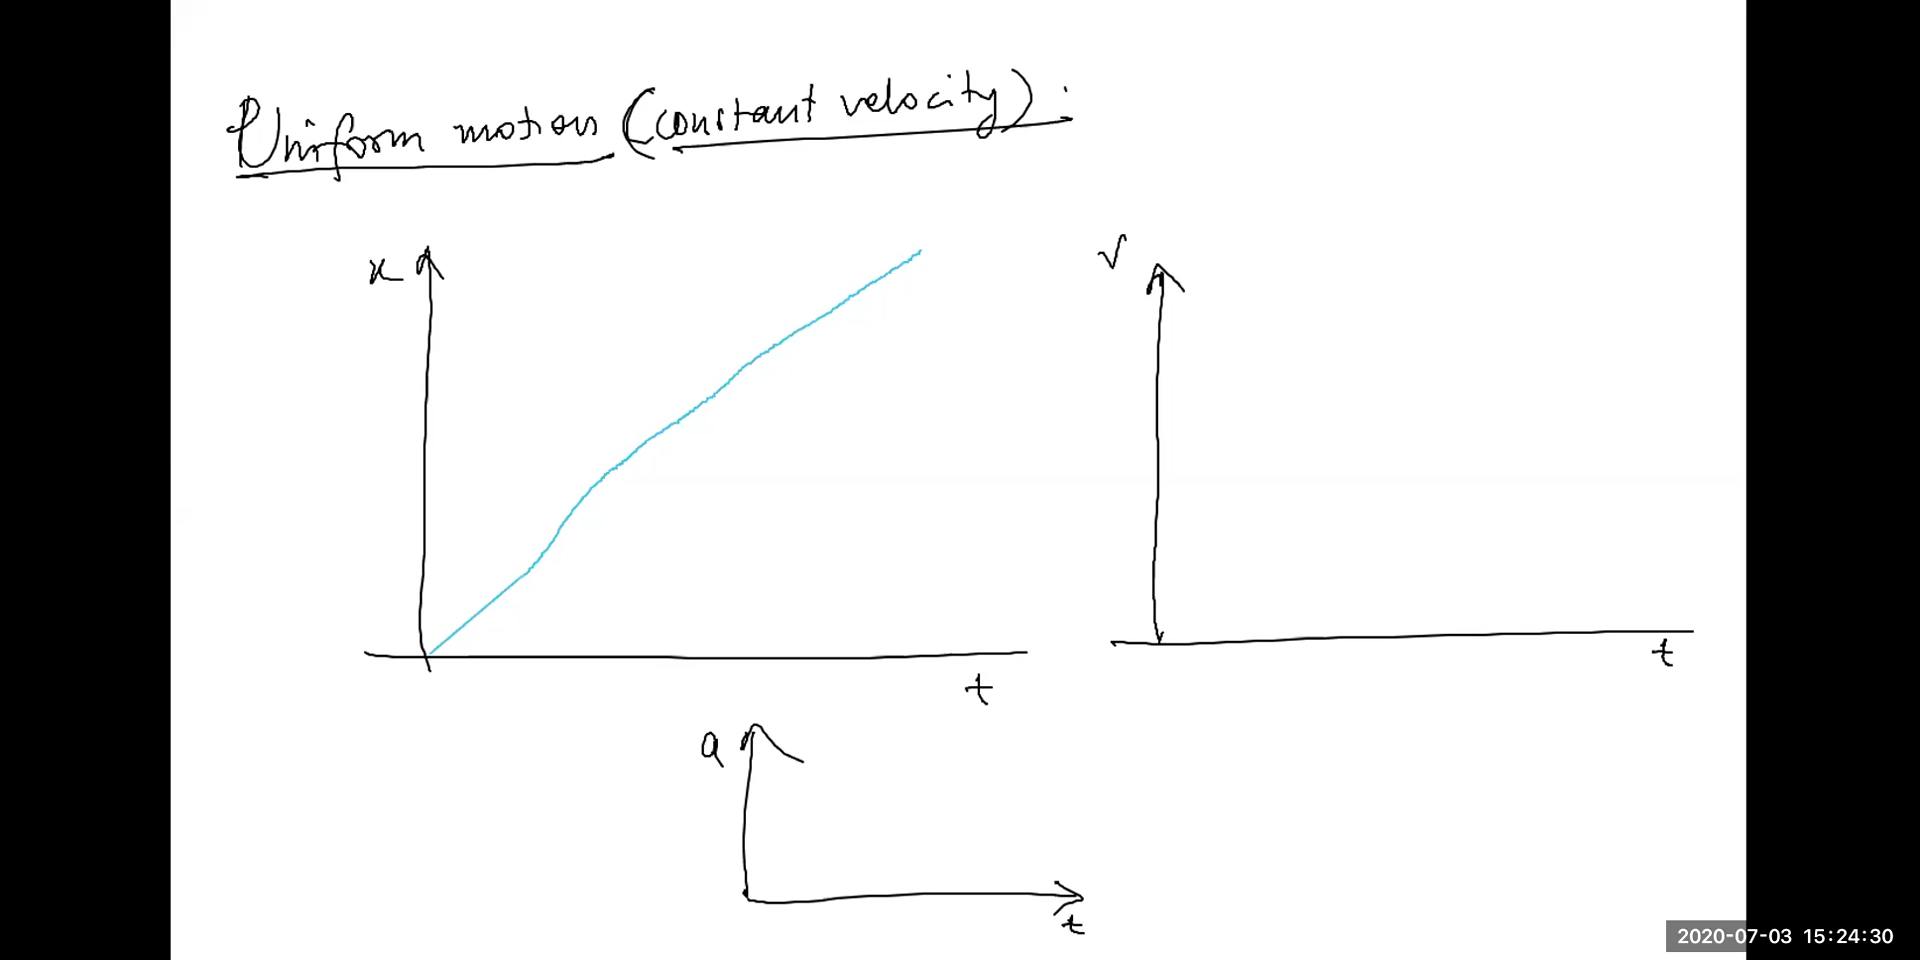 Uniform motion (constant velocity) :
x
v
t
t
a
t
2020-07-03 15:24:30